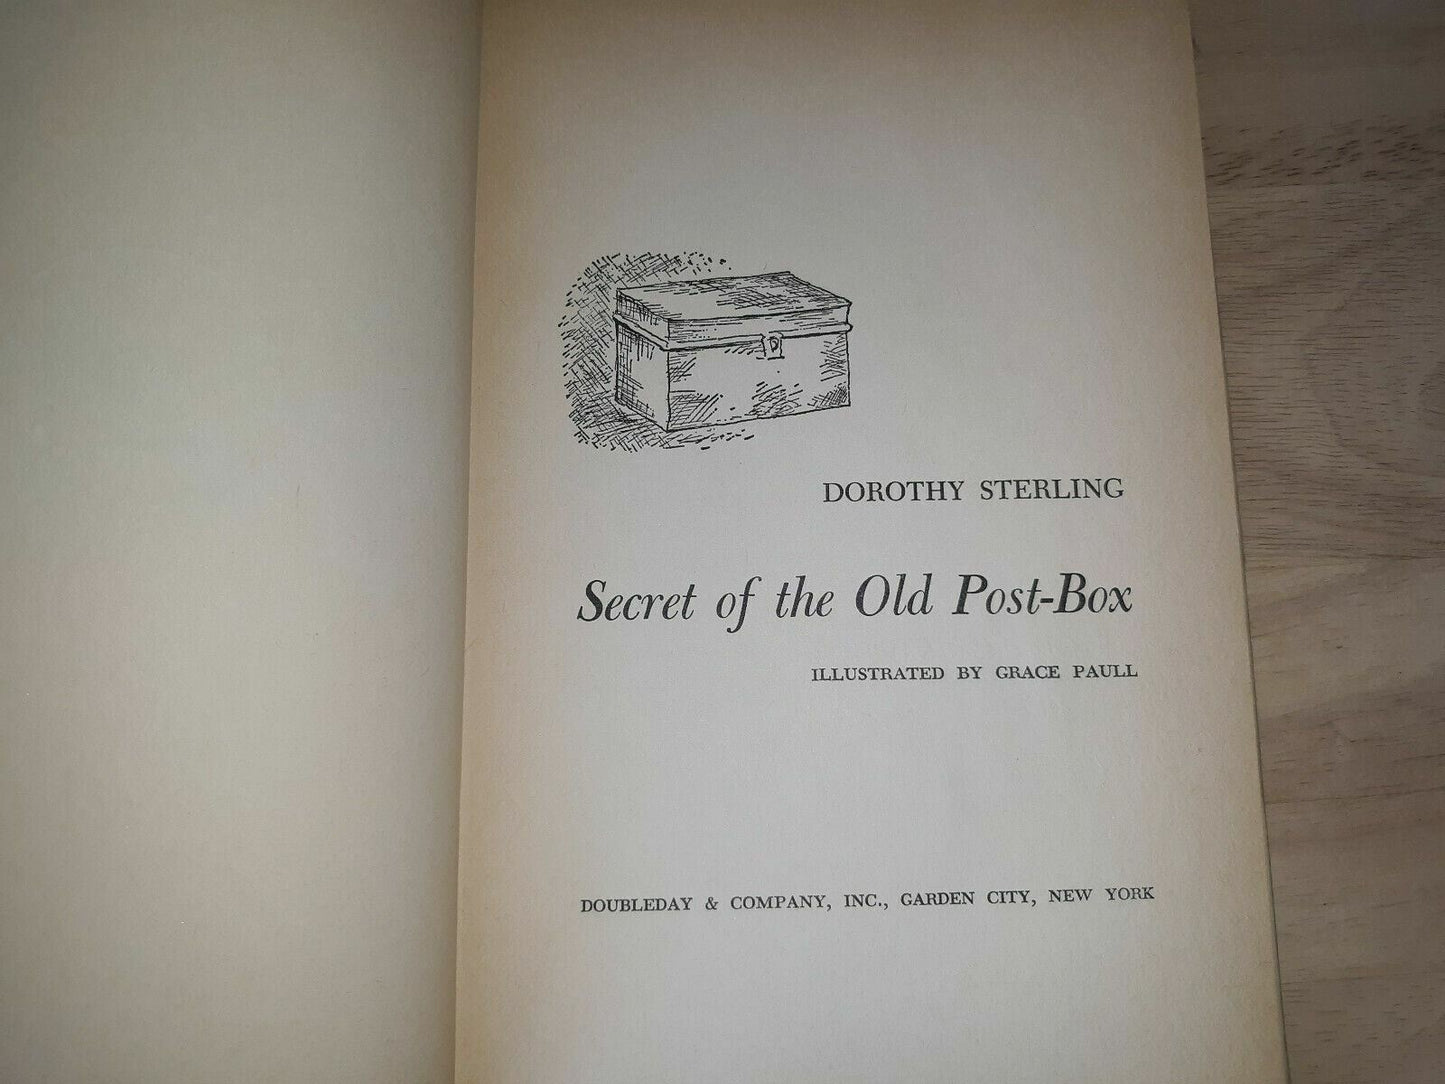 DOROTHY STERLING
Secret of the Old Post-Box
ILLUSTRATED BY GRACE PAULL
DOUBLEDAY & COMPANY, INC., GARDEN CITY, NEW YORK